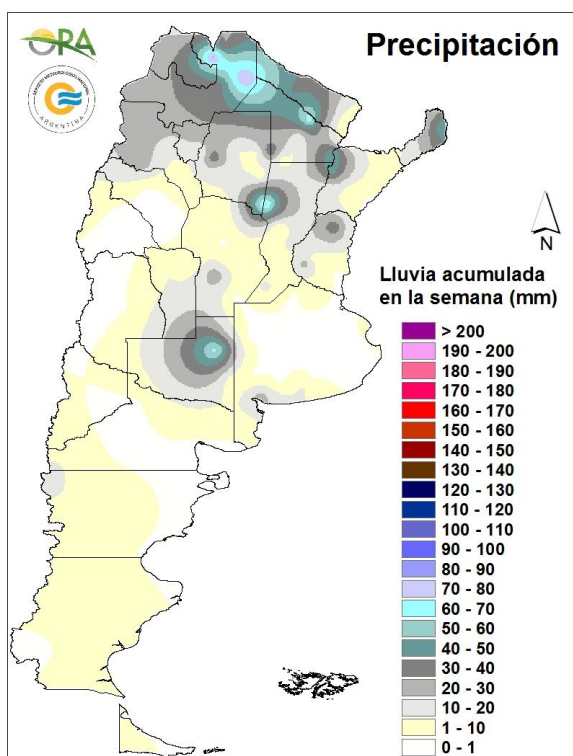 ORA
Precipitación
SERVICIO METEOROLÓGICO NACIONAL
ARGENTINA
N
Lluvia acumulada
en la semana (mm)
> 200
190 - 200
180 - 190
170 - 180
160 - 170
150 - 160
140 - 150
130 - 140
120 - 130
110 - 120
100 - 110
90 - 100
80 - 90
70 - 80
60 - 70
50 - 60
40 - 50
30 - 40
20 - 30
10 - 20
1 - 10
0 - 1